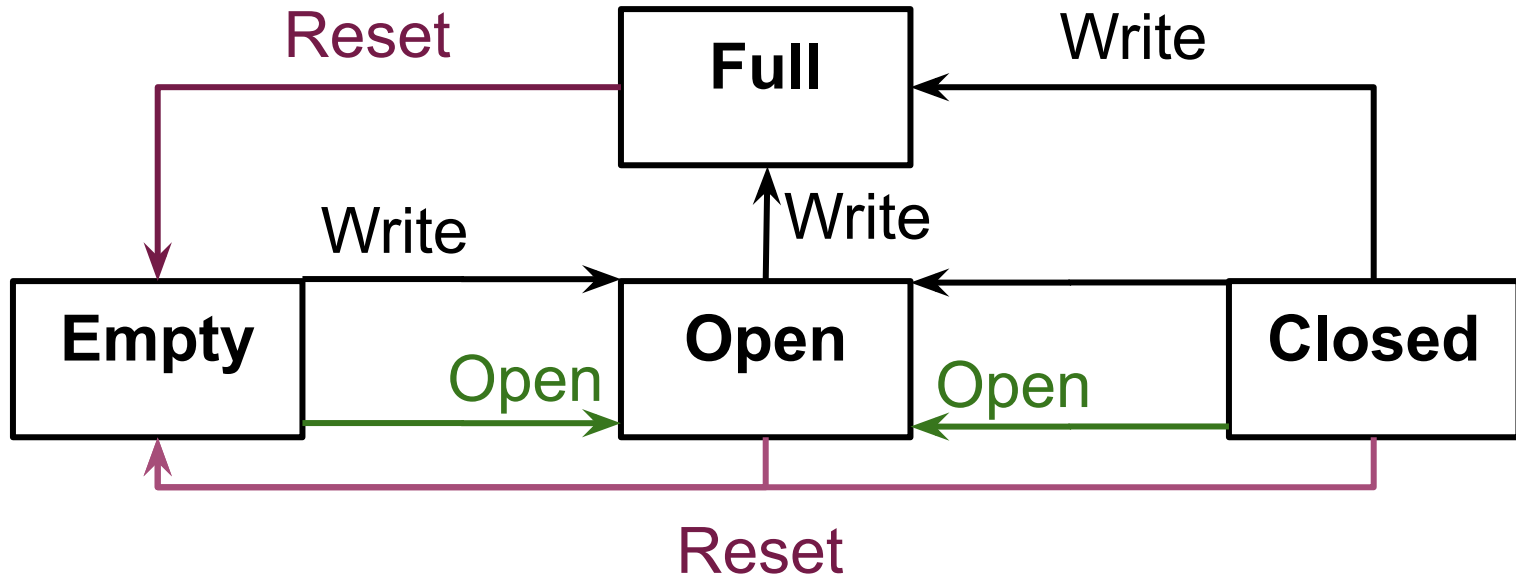 Reset
Full
Write
Write
Write
Empty
Open
Closed
Open
Open
Reset